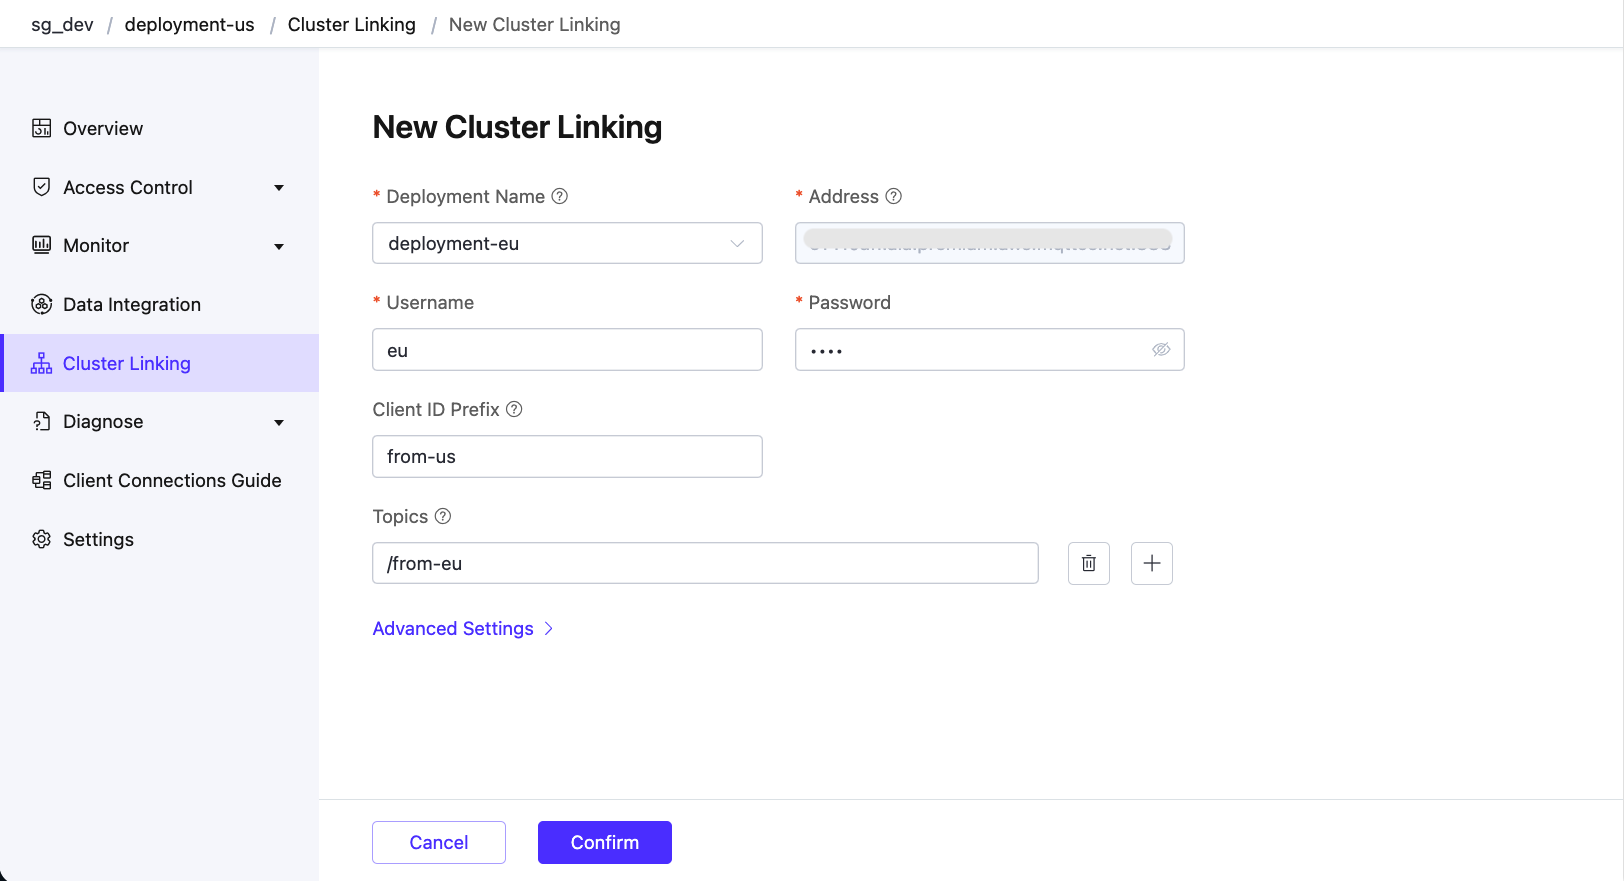 sg_dev / deployment-us / Cluster Linking / New Cluster Linking
Overview
Access Control
Monitor
Data Integration
Cluster Linking
Diagnose
Client Connections Guide
Settings
New Cluster Linking
* Deployment Name ?
deployment-eu
* Address ?
* Username
eu
* Password
••••
Client ID Prefix ?
from-us
Topics ?
/from-eu
Advanced Settings >
Cancel
Confirm